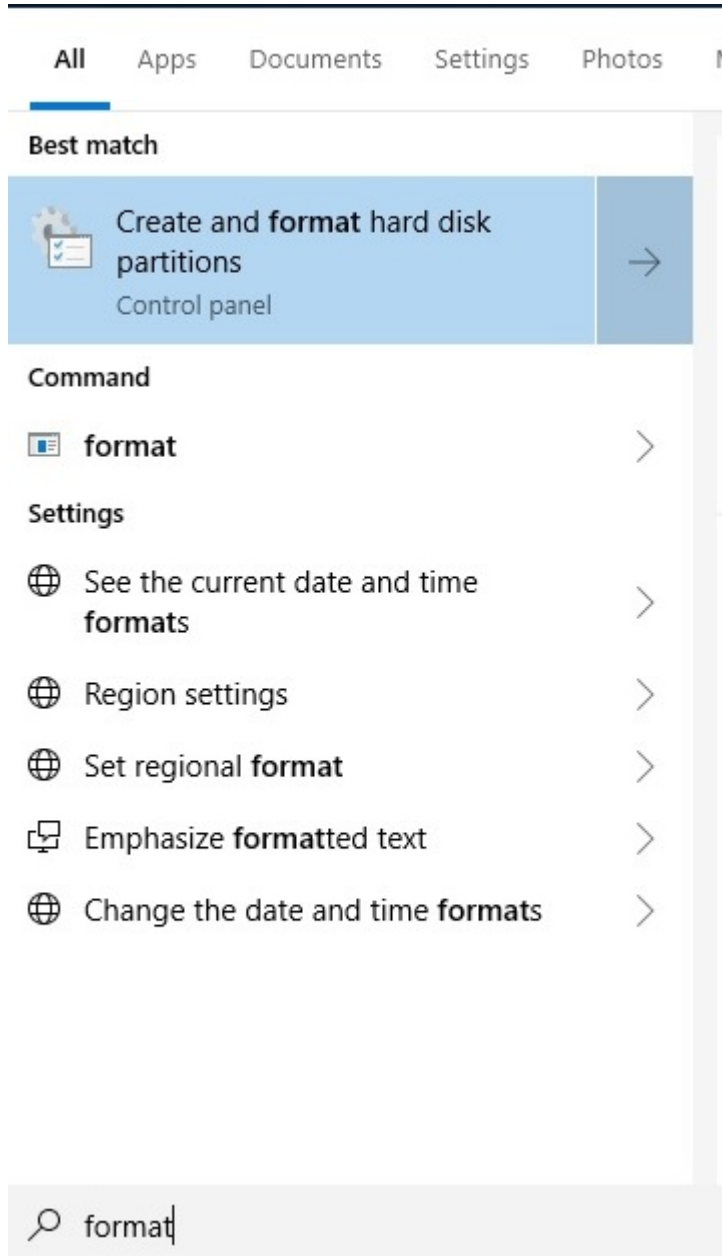 All Apps Documents Settings Photos
Best match
Create and format hard disk
partitions
Control panel
Command
format
Settings
See the current date and time
formats
Region settings
Set regional format
Emphasize formatted text
Change the date and time formats
format